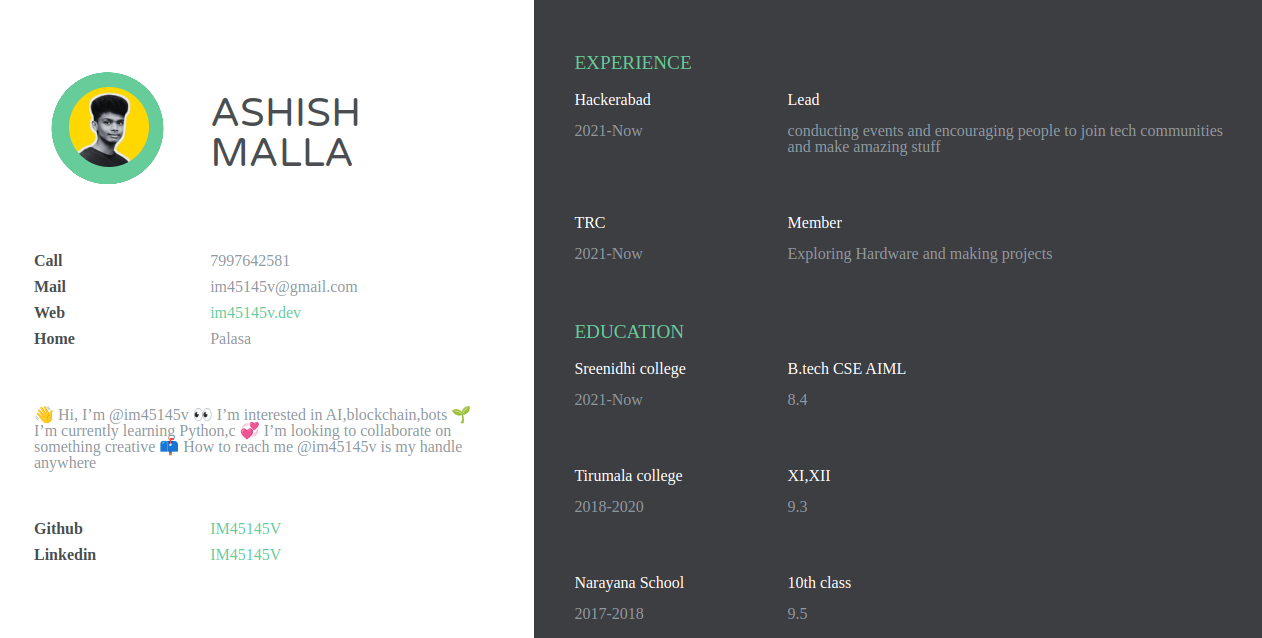 ASHISH
MALLA
Call 7997642581
Mail im45145v@gmail.com
Web im45145v.dev
Home Palasa
👋 Hi, I’m @im45145v 👀 I’m interested in AI,blockchain,bots 🌱
I’m currently learning Python,c 💞 I’m looking to collaborate on
something creative 📫 How to reach me @im45145v is my handle
anywhere
Github IM45145V
Linkedin IM45145V
EXPERIENCE
Hackerabad Lead
2021-Now conducting events and encouraging people to join tech communities
and make amazing stuff
TRC Member
2021-Now Exploring Hardware and making projects
EDUCATION
Sreenidhi college B.tech CSE AIML
2021-Now 8.4
Tirumala college XI,XII
2018-2020 9.3
Narayana School 10th class
2017-2018 9.5